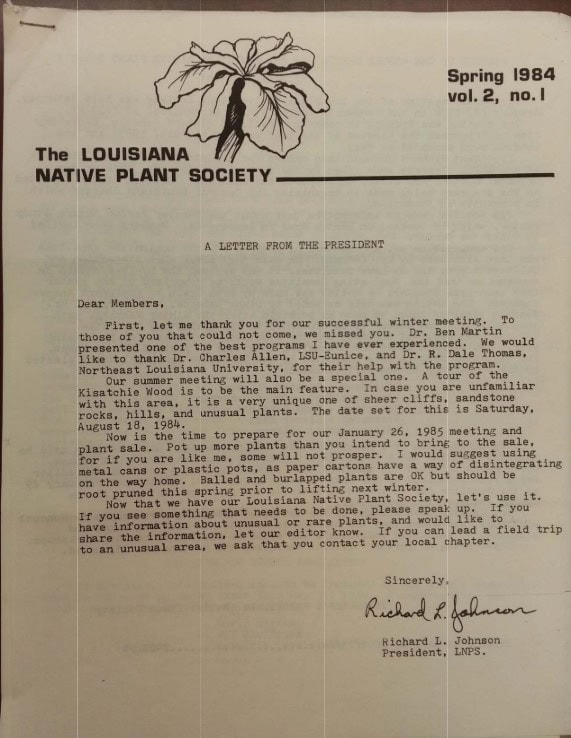 Spring 1984
vol. 2, no. 1
The LOUISIANA
NATIVE PLANT SOCIETY
A LETTER FROM THE PRESIDENT
Dear Members,
First, let me thank you for our successful winter meeting. To
those of you that could not come, we missed you. Dr. Ben Martin
presented one of the best programs I have ever experienced. We would
like to thank Dr. Charles Allen, LSU-Eunice, and Dr. R. Dale Thomas,
Northeast Louisiana University, for their help with the program.
Our summer meeting will also be a special one. A tour of the
Kisatchie Wood is to be the main feature. In case you are unfamiliar
with this area, it is a very unique one of sheer cliffs, sandstone
rocks, hills, and unusual plants. The date set for this is Saturday,
August 18, 1984.
Now is the time to prepare for our January 26, 1985 meeting and
plant sale. Pot up more plants than you intend to bring to the sale,
for if you are like me, some will not prosper. I would suggest using
metal cans or plastic pots, as paper cartons have a way of disintegrating
on the way home. Balled and burlapped plants are OK but should be
root pruned this spring prior to lifting next winter.
Now that we have our Louisiana Native Plant Society, let's use it.
If you see something that needs to be done, please speak up. If you
have information about unusual or rare plants, and would like to
share the information, let our editor know. If you can lead a field trip
to an unusual area, we ask that you contact your local chapter.
Sincerely,
Richard L. Johnson
Richard L. Johnson
President, LNPS.